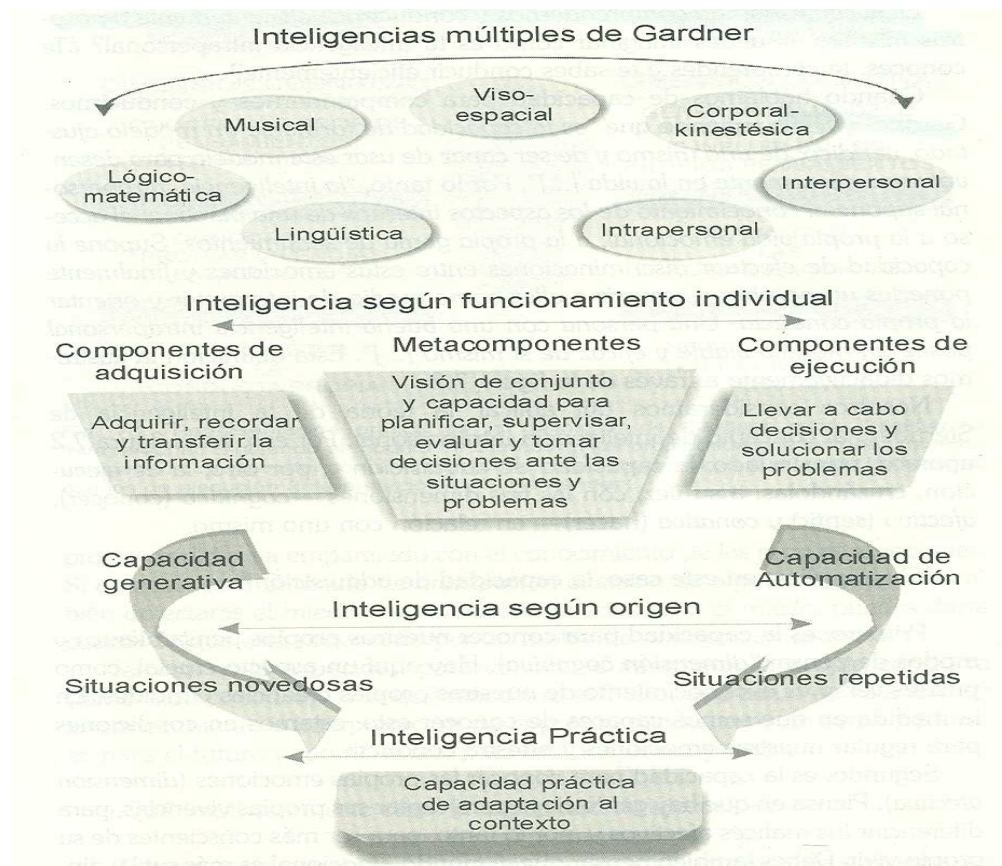 Inteligencias múltiples de Gardner
Musical
Viso-
espacial
Corporal-
kinestésica
Lógico-
matemática
Interpersonal
Lingüística
Intrapersonal
Inteligencia según funcionamiento individual
Componentes de
adquisición
Metacomponentes
Componentes de
ejecución
Adquirir, recordar
y transferir la
información
Visión de conjunto
y capacidad para
planifica, supervisar,
evaluar y tomar
decisiones ante las
situaciones y
problemas
Llevar a cabo
decisiones y
solucionar los
problemas
Capacidad
generativa
Capacidad de
Automatización
Inteligencia según origen
Situaciones novedosas
Situaciones repetidas
Inteligencia Práctica
Capacidad práctica
de adaptación al
contexto